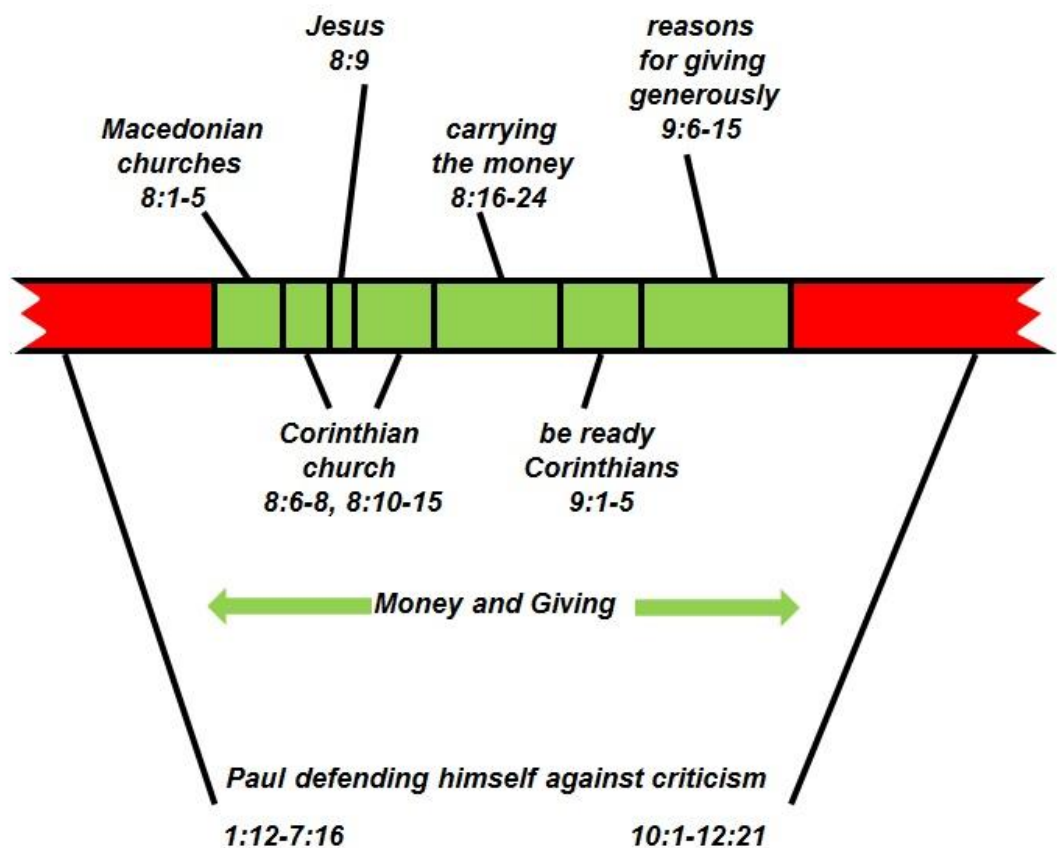 Jesus
8:9
reasons
for giving
generously
9:6-15
Macedonian
churches
8:1-5
carrying
the money
8:16-24
Corinthian
church
8:6-8, 8:10-15
be ready
Corinthians
9:1-5
Money and Giving
Paul defending himself against criticism
1:12-7:16
10:1-12:21